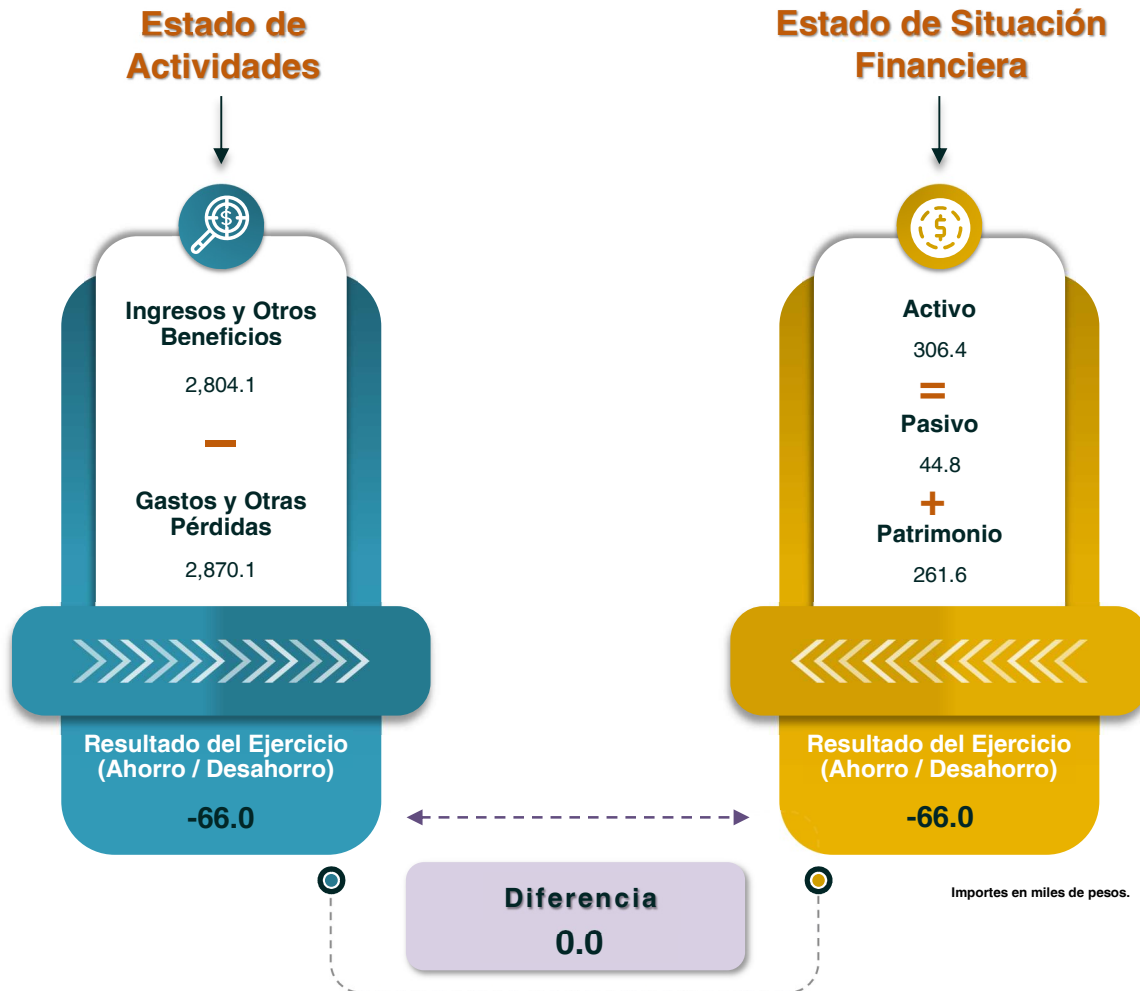 Estado de
Actividades
Ingresos y Otros
Beneficios
2,804.1
–
Gastos y Otras
Pérdidas
2,870.1
Resultado del Ejercicio
(Ahorro / Desahorro)
-66.0
Estado de Situación
Financiera
Activo
306.4
=
Pasivo
44.8
+
Patrimonio
261.6
Resultado del Ejercicio
(Ahorro / Desahorro)
-66.0
Diferencia
0.0
Importes en miles de pesos.